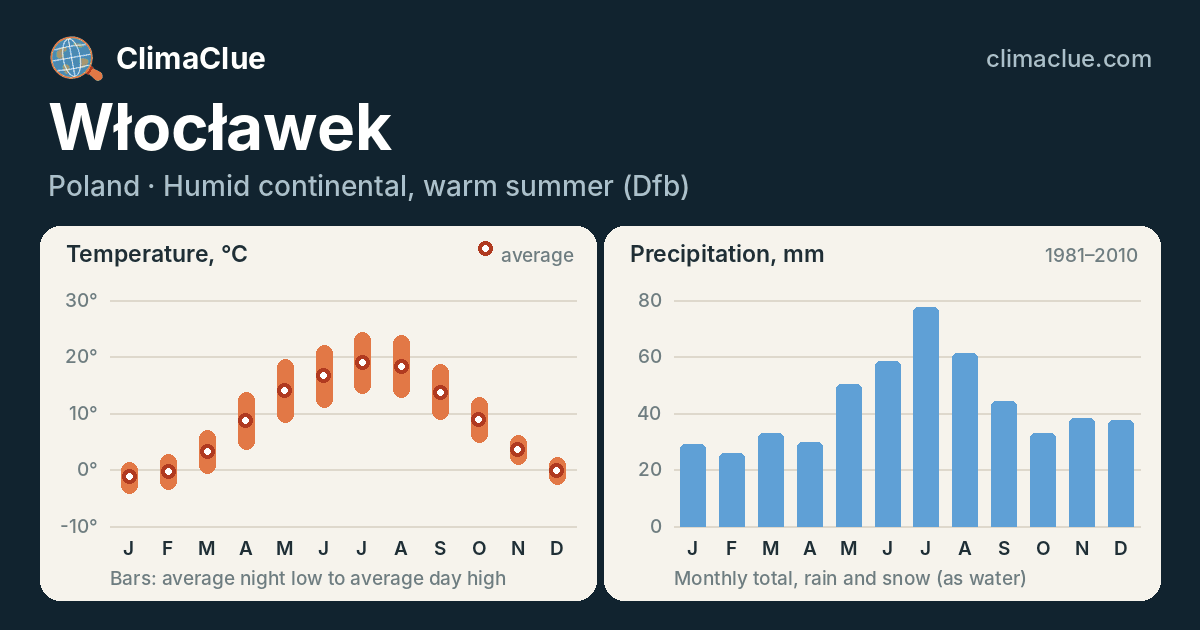 ClimaClue
climaclue.com
Włocławek
Poland · Humid continental, warm summer (Dfb)
Temperature, °C
average
30°
20°
10°
0°
-10°
J F M A M J J A S O N D
Bars: average night low to average day high
Precipitation, mm
1981–2010
80
60
40
20
0
J F M A M J J A S O N D
Monthly total, rain and snow (as water)